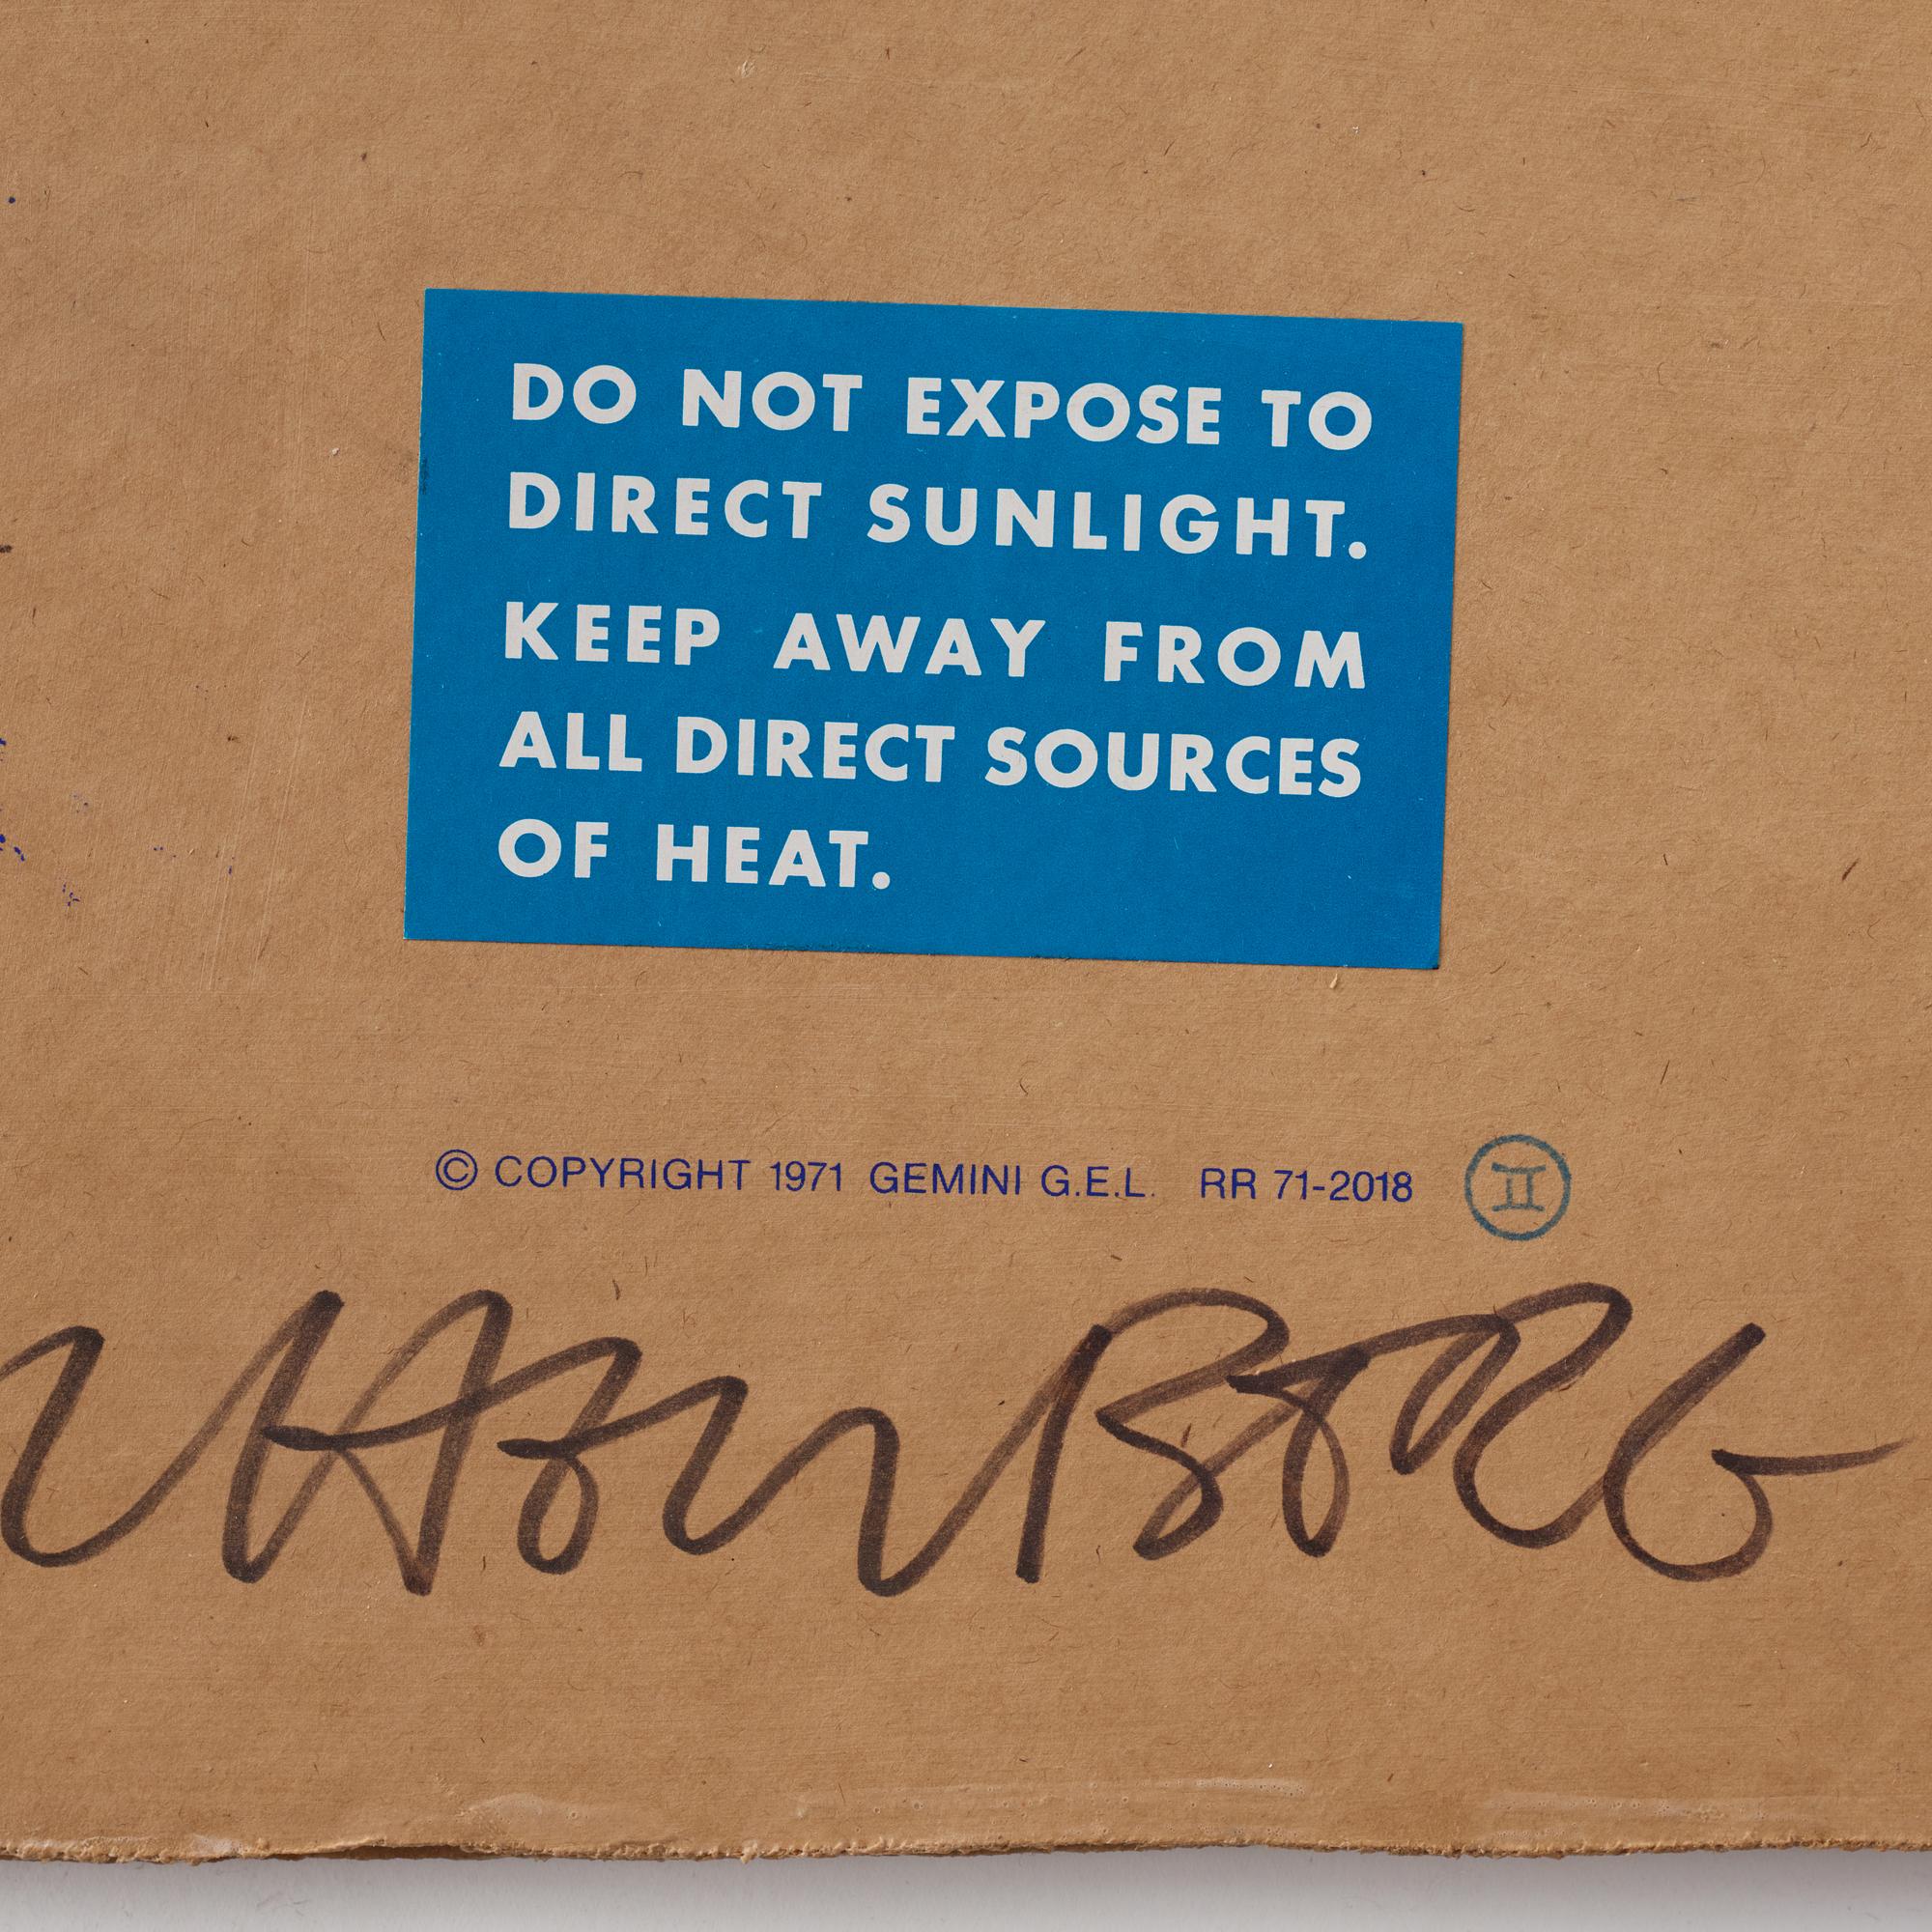 DO NOT EXPOSE TO
DIRECT SUNLIGHT.
KEEP AWAY FROM
ALL DIRECT SOURCES
OF HEAT.
© COPYRIGHT 1971 GEMINI G.E.L. RR 71-2018